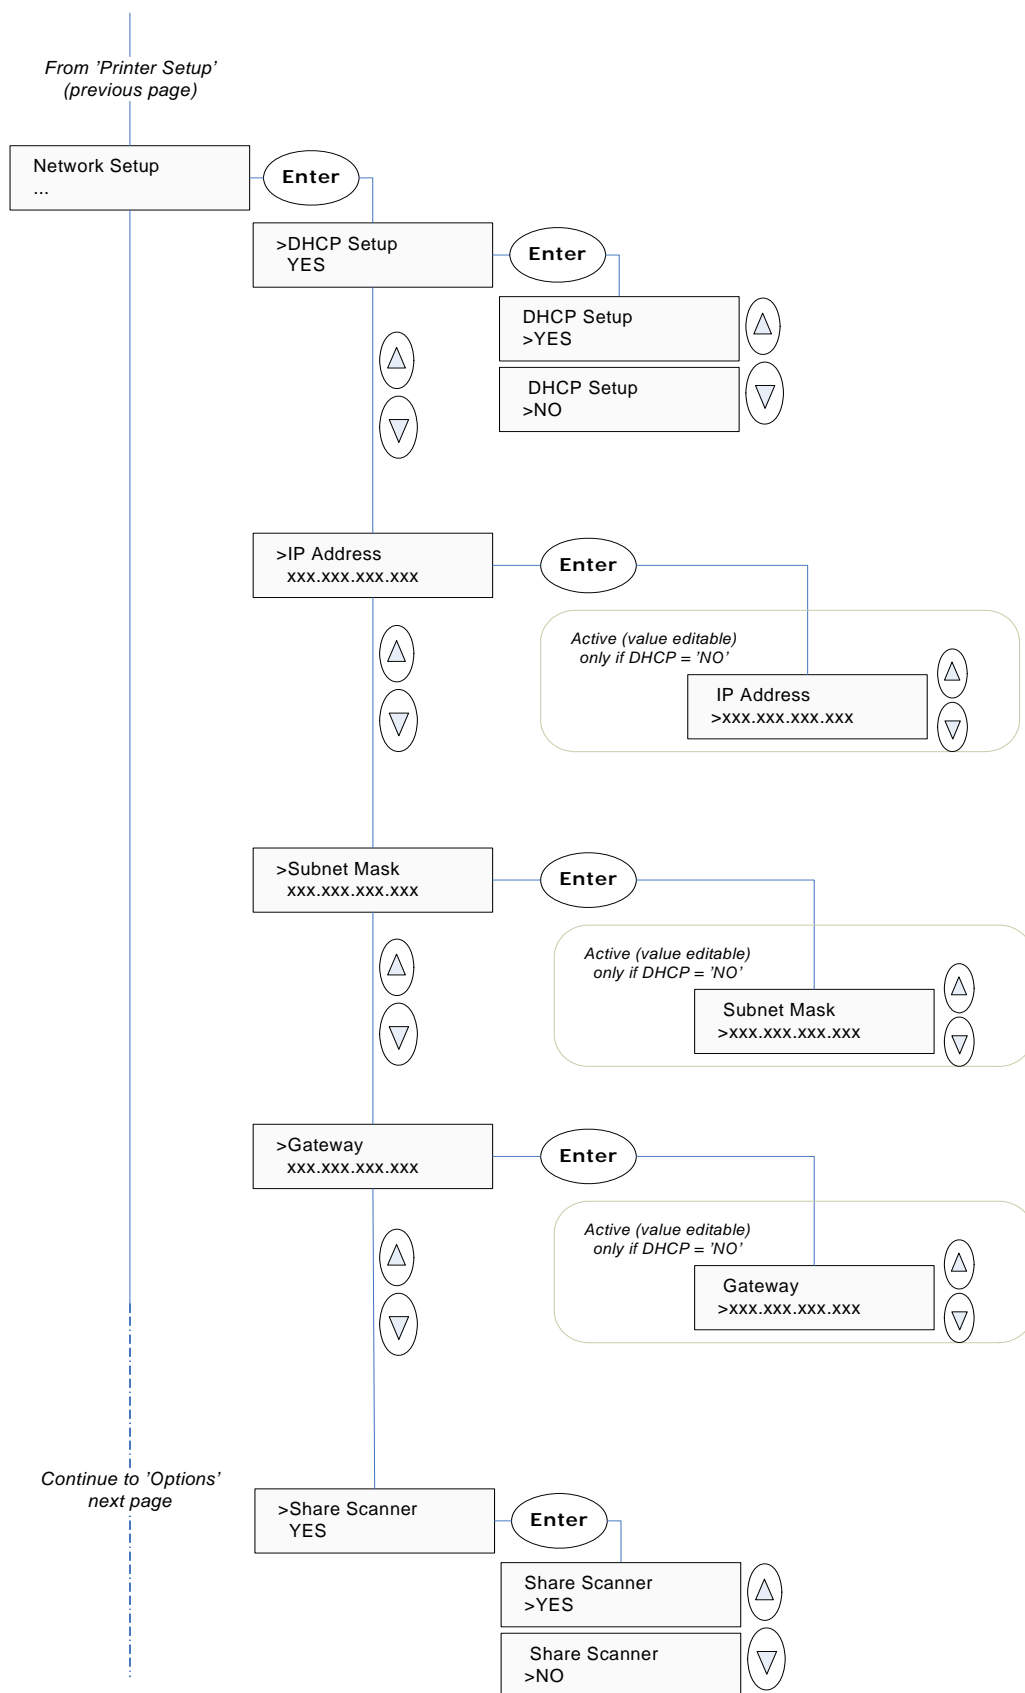 From 'Printer Setup'
(previous page)
Network Setup
...
Enter
>DHCP Setup
YES
Enter
DHCP Setup
>YES
DHCP Setup
>NO
>IP Address
xxx.xxx.xxx.xxx
Enter
Active (value editable)
only if DHCP = 'NO'
IP Address
>xxx.xxx.xxx.xxx
>Subnet Mask
xxx.xxx.xxx.xxx
Enter
Active (value editable)
only if DHCP = 'NO'
Subnet Mask
>xxx.xxx.xxx.xxx
>Gateway
xxx.xxx.xxx.xxx
Enter
Active (value editable)
only if DHCP = 'NO'
Gateway
>xxx.xxx.xxx.xxx
Continue to 'Options'
next page
>Share Scanner
YES
Enter
Share Scanner
>YES
Share Scanner
>NO